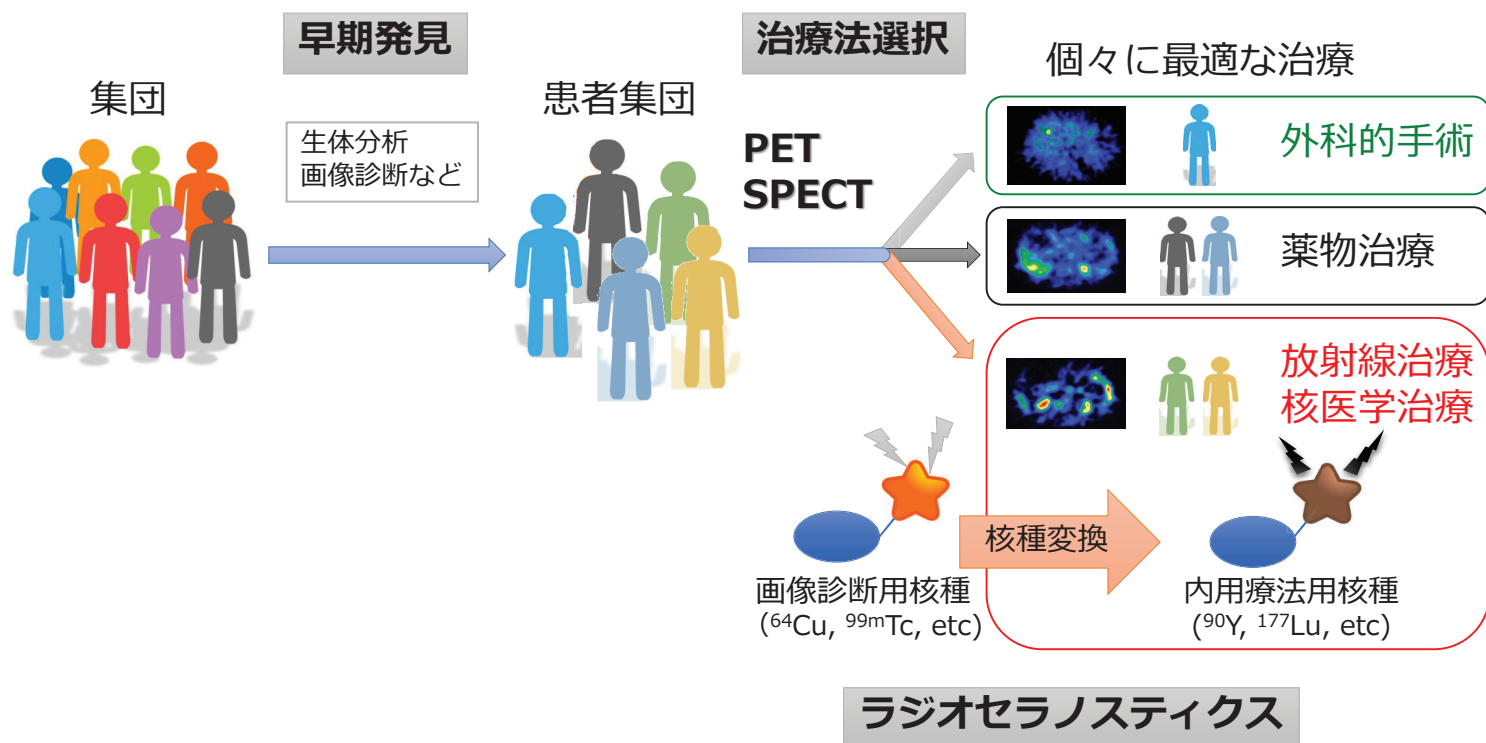 早期発見
治療法選択
集団
患者集団
個々に最適な治療
生体分析
画像診断など
PET
SPECT
外科的手術
薬物治療
放射線治療
核医学治療
核種変換
画像診断用核種
(⁶⁴Cu, ⁹⁹ᵐTc, etc)
内用療法用核種
(⁹⁰Y, ¹⁷⁷Lu, etc)
ラジオセラノスティクス